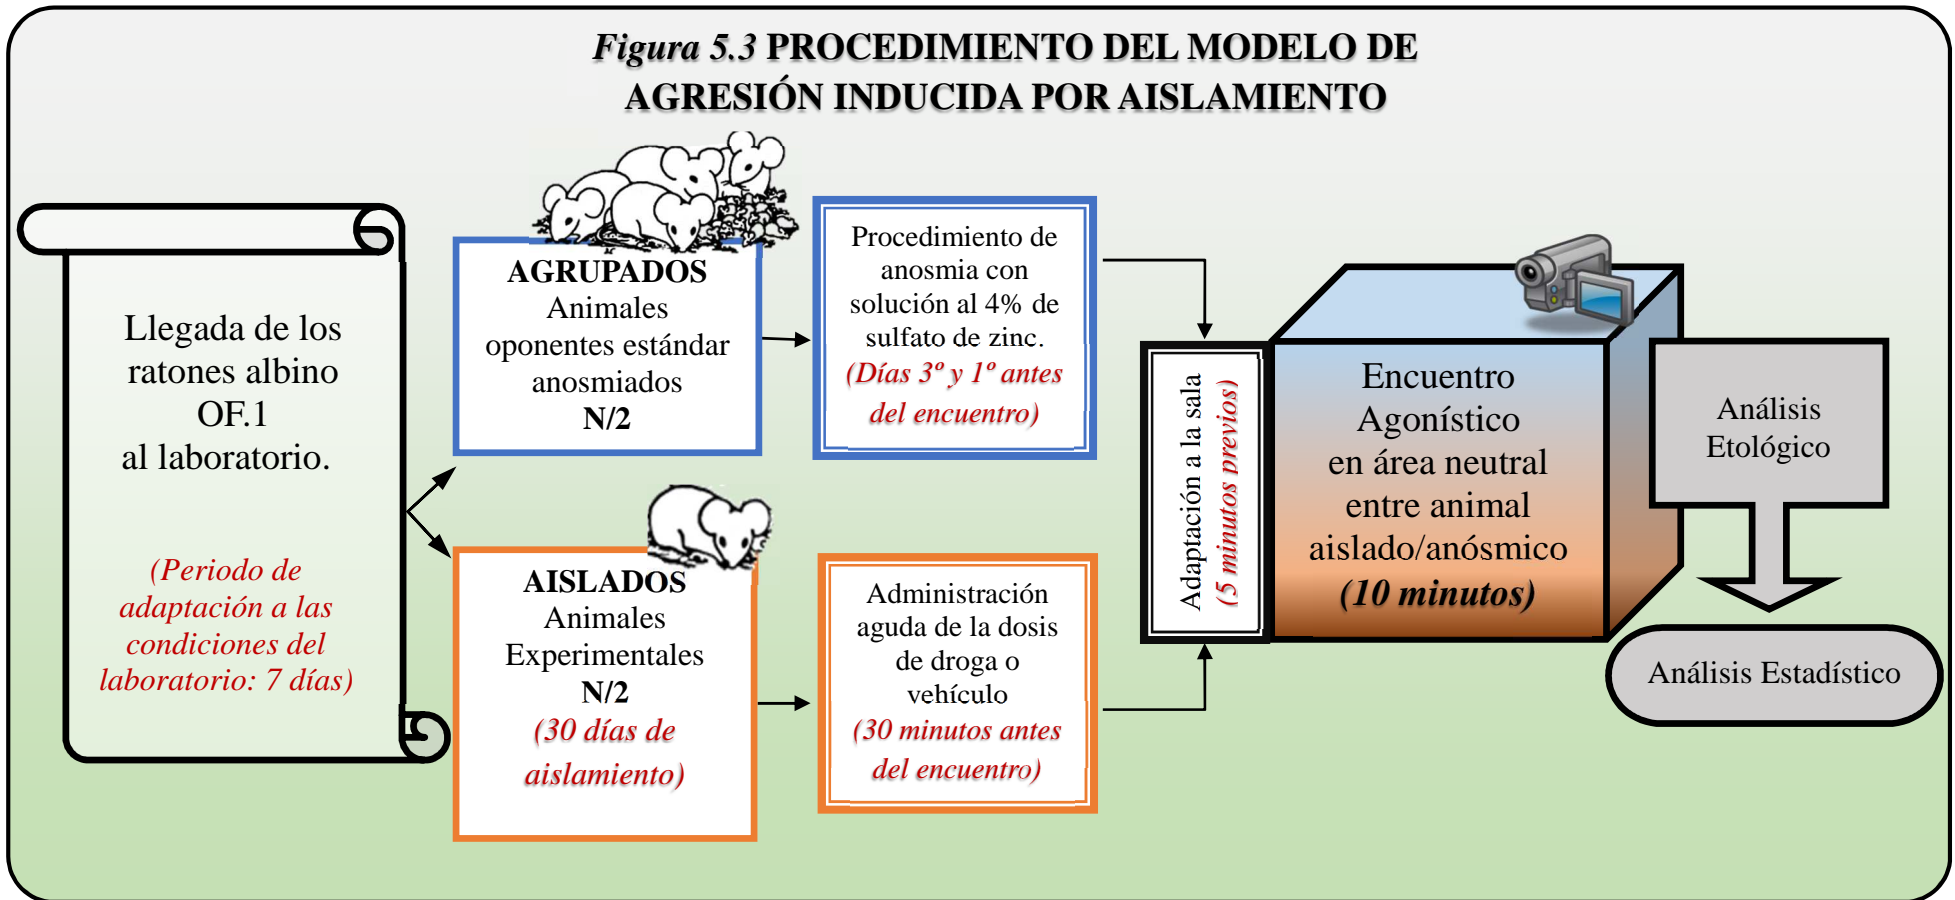 Figura 5.3 PROCEDIMIENTO DEL MODELO DE
AGRESIÓN INDUCIDA POR AISLAMIENTO
Llegada de los
ratones albino
OF.1
al laboratorio.
(Periodo de
adaptación a las
condiciones del
laboratorio: 7 días)
AGRUPADOS
Animales
oponentes estándar
anosmiados
N/2
Procedimiento de
anosmia con
solución al 4% de
sulfato de zinc.
(Días 3º y 1º antes
del encuentro)
AISLADOS
Animales
Experimentales
N/2
(30 días de
aislamiento)
Administración
aguda de la dosis
de droga o
vehículo
(30 minutos antes
del encuentro)
Adaptación a la sala
(5 minutos previos)
Encuentro
Agonístico
en área neutral
entre animal
aislado/anósmico
(10 minutos)
Análisis
Etológico
Análisis Estadístico